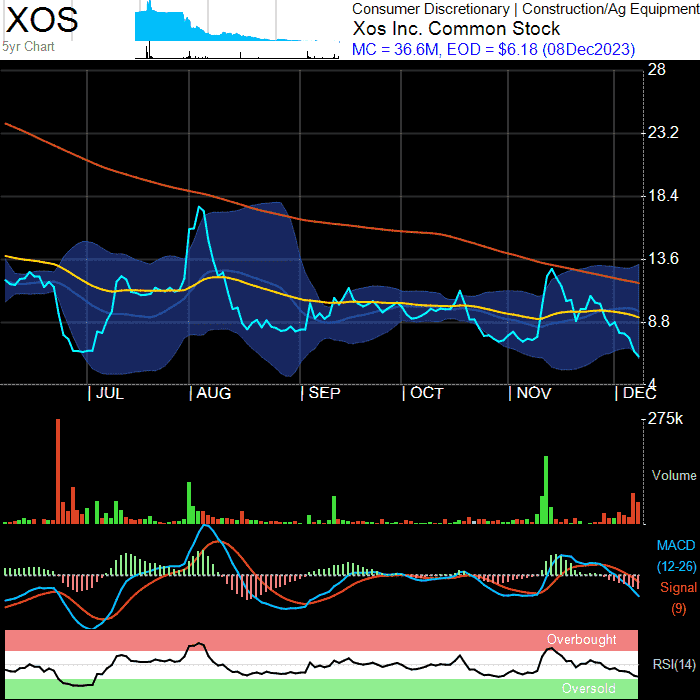 XOS
5yr Chart
Consumer Discretionary | Construction/Ag Equipment
Xos Inc. Common Stock
MC = 36.6M, EOD = $6.18 (08Dec2023)
28
23.2
18.4
13.6
8.8
4
JUL AUG SEP OCT NOV DEC
275k
Volume
MACD
(12-26)
Signal
(9)
Overbought
RSI(14)
Oversold